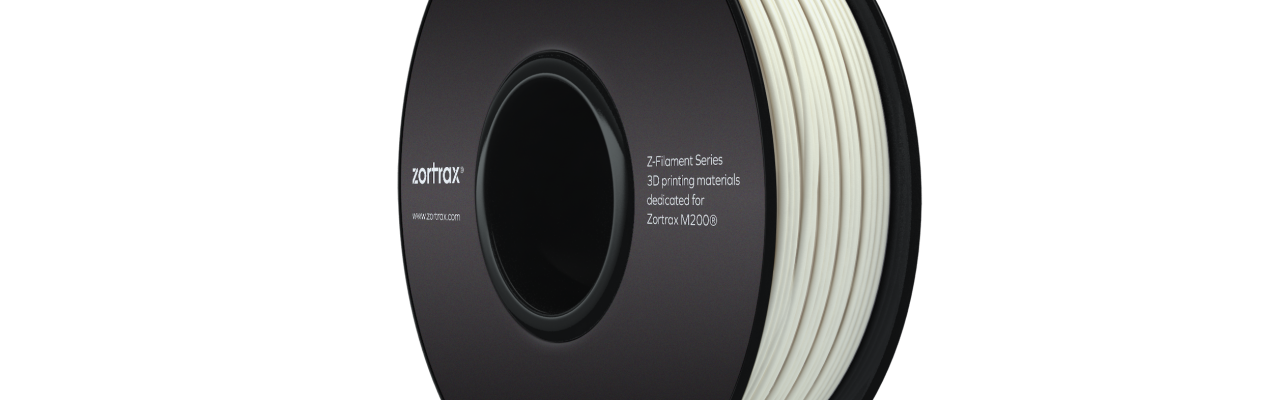 zortrax®
www.zortrax.com
Z-Filament Series
3D printing materials
dedicated for
Zortrax M200®